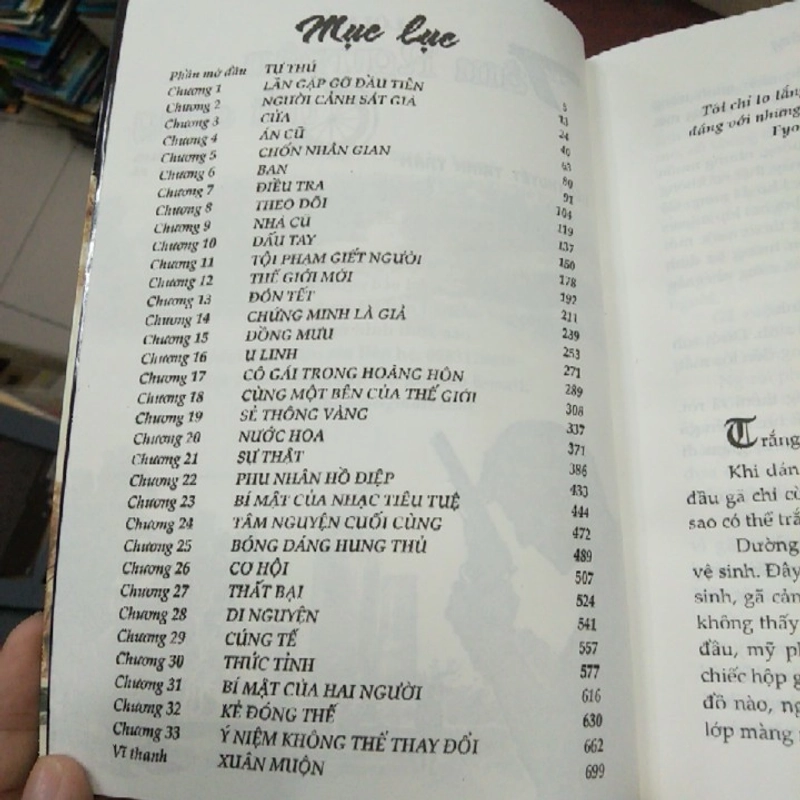 Mục lục
Phần mở đầu TỰ THÚ 5
Chương 1 LẦN GẶP GỠ ĐẦU TIÊN 13
Chương 2 NGƯỜI CẢNH SÁT GIÀ 24
Chương 3 CỬA 40
Chương 4 ÁN CŨ 63
Chương 5 CHỐN NHÂN GIAN 80
Chương 6 BẠN 91
Chương 7 ĐIỀU TRA 104
Chương 8 THEO DÕI 119
Chương 9 NHÀ CŨ 137
Chương 10 DẤU TAY 160
Chương 11 TỘI PHẠM GIẾT NGƯỜI 178
Chương 12 THẾ GIỚI MỚI 192
Chương 13 ĐÓN TẾT 211
Chương 14 CHỨNG MINH LÀ GIẢ 239
Chương 15 ĐỒNG MƯU 253
Chương 16 U LINH 271
Chương 17 CÔ GÁI TRONG HOÀNG HÔN 289
Chương 18 CÙNG MỘT BÊN CỦA THẾ GIỚI 308
Chương 19 SẺ THÔNG VÀNG 337
Chương 20 NƯỚC HOA 371
Chương 21 SỰ THẬT 386
Chương 22 PHU NHÂN HỒ ĐIỆP 433
Chương 23 BÍ MẬT CỦA NHẠC TIÊU TUỆ 444
Chương 24 TÂM NGUYỆN CUỐI CÙNG 472
Chương 25 BÓNG DÁNG HUNG THỦ 489
Chương 26 CƠ HỘI 507
Chương 27 THẤT BẠI 524
Chương 28 DI NGUYỆN 541
Chương 29 CÚNG TẾ 557
Chương 30 THỨC TỈNH 577
Chương 31 BÍ MẬT CỦA HAI NGƯỜI 616
Chương 32 KẺ ĐÓNG THẾ 630
Chương 33 Ý NIỆM KHÔNG THỂ THAY ĐỔI 662
Vĩ thanh XUÂN MUỘN 699
Tôi chỉ lo lắng
đáng với những
Trắng
Khi dán
đầu gã chỉ
sao có thể
Dường
vệ sinh. Đây
sinh, gã
không thấy
đầu, mỹ
chiếc hộp
đồ nào,
lớp màng